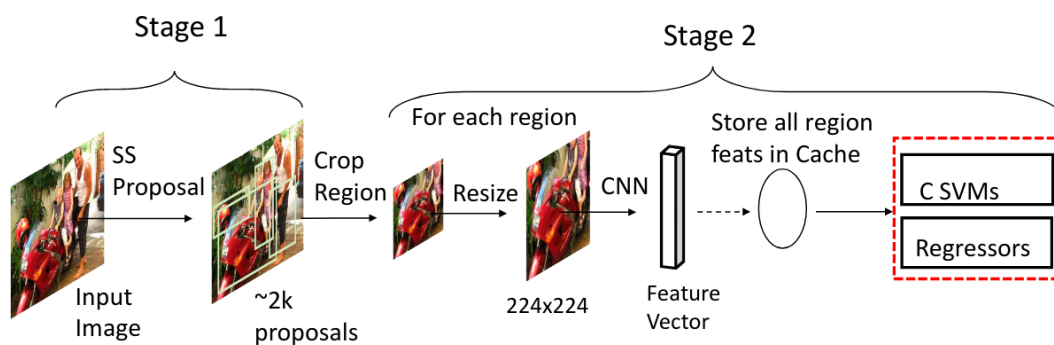 Stage 1
Stage 2
For each region
Store all region
feats in Cache
SS
Proposal
Crop
Region
Resize
CNN
C SVMs
Regressors
Input
Image
~2k
proposals
224x224
Feature
Vector